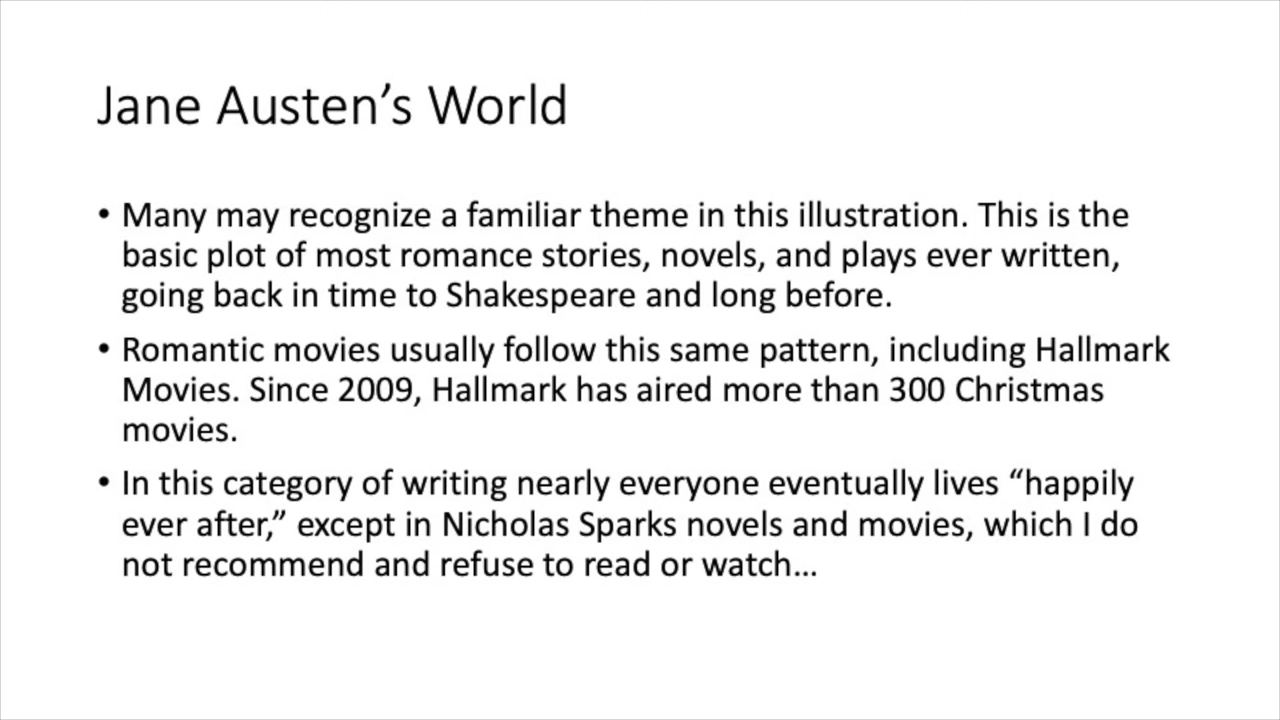 Jane Austen’s World
• Many may recognize a familiar theme in this illustration. This is the
basic plot of most romance stories, novels, and plays ever written,
going back in time to Shakespeare and long before.
• Romantic movies usually follow this same pattern, including Hallmark
Movies. Since 2009, Hallmark has aired more than 300 Christmas
movies.
• In this category of writing nearly everyone eventually lives “happily
ever after,” except in Nicholas Sparks novels and movies, which I do
not recommend and refuse to read or watch…